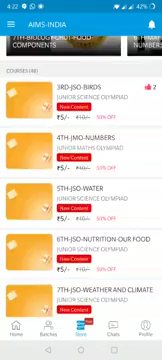 4:22
AIMS-INDIA
7TH-BIOLOGY-OUT-FOOD
COMPONENTS
COURSES (48)
3RD-JSO-BIRDS
2
JUNIOR SCIENCE OLYMPIAD
New Content
₹5/- ₹10/- 50% OFF
4TH-JMO-NUMBERS
JUNIOR MATHS OLYMPIAD
New Content
₹5/- ₹10/- 50% OFF
5TH-JSO-WATER
JUNIOR SCIENCE OLYMPIAD
New Content
₹5/- ₹10/- 50% OFF
6TH-JSO-NUTRITION-OUR FOOD
JUNIOR SCIENCE OLYMPIAD
New Content
₹5/- ₹10/- 50% OFF
7TH-JSO-WEATHER AND CLIMATE
JUNIOR SCIENCE OLYMPIAD
New Content
Home Batches Store Chats Profile